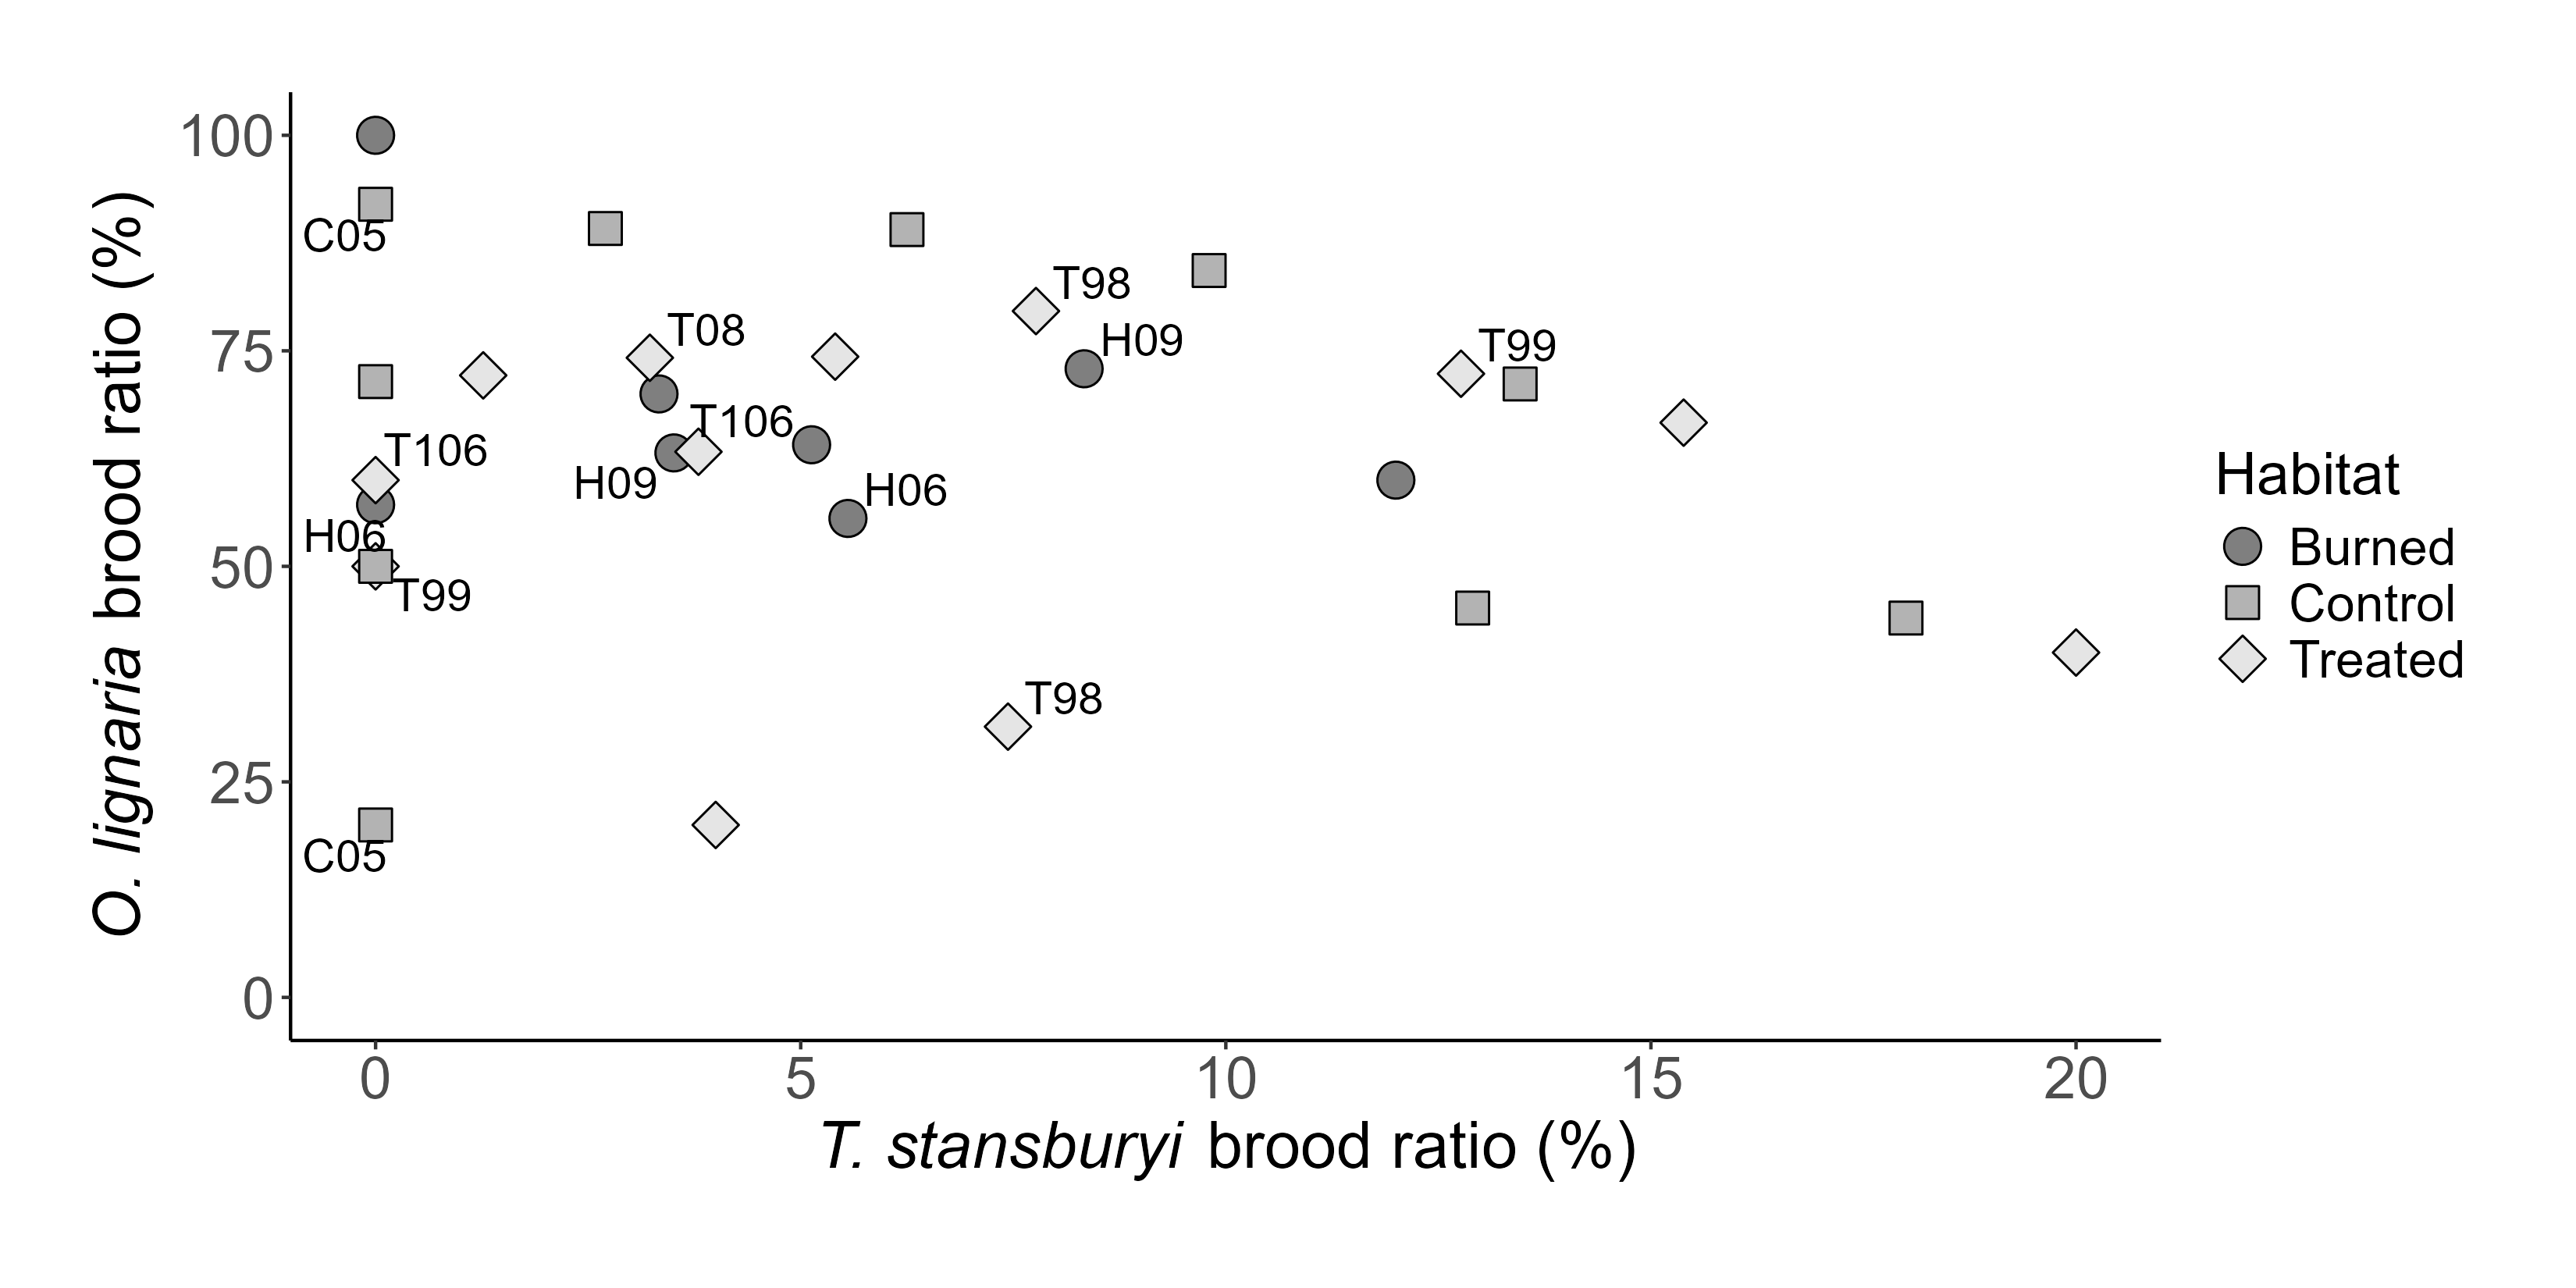 O. lignaria brood ratio (%)
100
75
50
25
0
C05
T98
T08
H09
T99
T106
T106
H09
H06
H06
T99
T98
C05
0 5 10 15 20
T. stansburyi brood ratio (%)
Habitat
Burned
Control
Treated